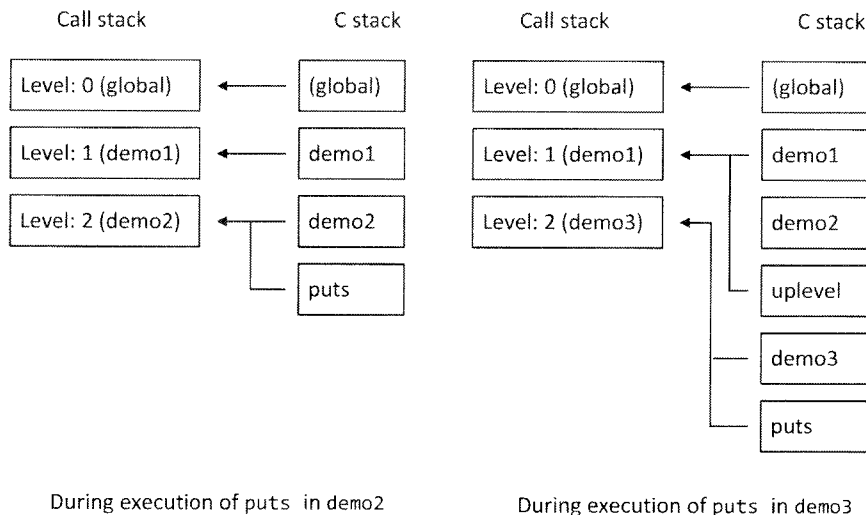 Call stack
C stack
Level: 0 (global)
(global)
Level: 1 (demo1)
demo1
Level: 2 (demo2)
demo2
puts
During execution of puts in demo2
Call stack
C stack
Level: 0 (global)
(global)
Level: 1 (demo1)
demo1
Level: 2 (demo3)
demo2
uplevel
demo3
puts
During execution of puts in demo3